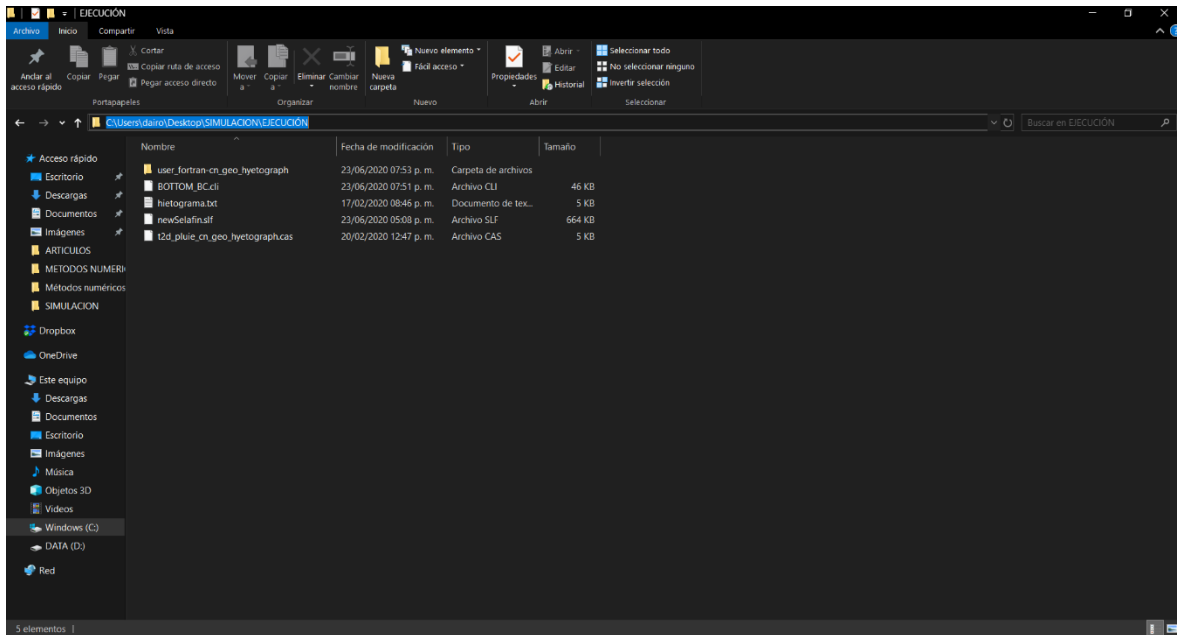 EJECUCIÓN
Archivo Inicio Compartir Vista
Anclar al acceso rápido
Copiar
Pegar
Cortar
Copiar ruta de acceso
Pegar acceso directo
Mover a
Copiar a
Eliminar
Cambiar nombre
Nueva carpeta
Nuevo elemento
Fácil acceso
Propiedades
Abrir
Editar
Historial
Seleccionar todo
No seleccionar ninguno
Invertir selección
Portapapeles Organizar Nuevo Abrir Seleccionar
C:\Users\dairo\Desktop\SIMULACION\EJECUCIÓN
Buscar en EJECUCIÓN
Nombre Fecha de modificación Tipo Tamaño
user_fortran-cn_geo_hyetograph 23/06/2020 07:53 p. m. Carpeta de archivos
BOTTOM_BC.cli 23/06/2020 07:51 p. m. Archivo CLI 46 KB
hietograma.txt 17/02/2020 08:46 p. m. Documento de tex... 5 KB
newSelafin.slf 23/06/2020 05:08 p. m. Archivo SLF 664 KB
t2d_pluie_cn_geo_hyetograph.cas 20/02/2020 12:47 p. m. Archivo CAS 5 KB
Acceso rápido
Escritorio
Descargas
Documentos
Imágenes
ARTICULOS
METODOS NUMERI
Métodos numéricos
SIMULACION
Dropbox
OneDrive
Este equipo
Descargas
Documentos
Escritorio
Imágenes
Música
Objetos 3D
Videos
Windows (C:)
DATA (D:)
Red
5 elementos